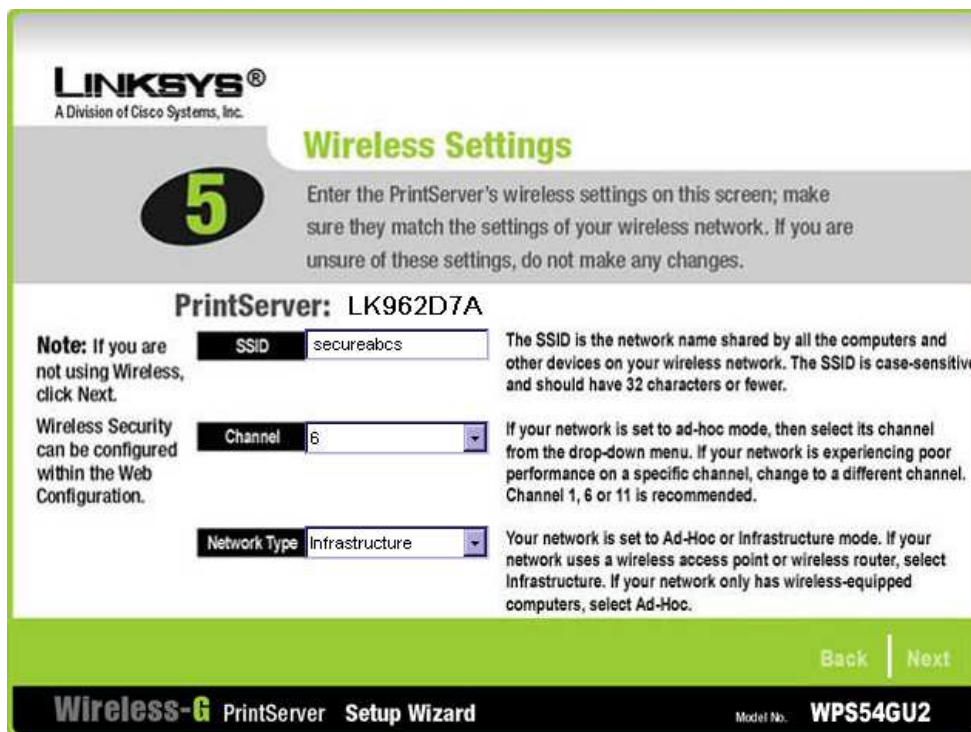 LINKSYS®
A Division of Cisco Systems, Inc.
Wireless Settings
5
Enter the PrintServer's wireless settings on this screen; make
sure they match the settings of your wireless network. If you are
unsure of these settings, do not make any changes.
PrintServer: LK962D7A
Note: If you are
not using Wireless,
click Next.
Wireless Security
can be configured
within the Web
Configuration.
SSID secureabcs
The SSID is the network name shared by all the computers and
other devices on your wireless network. The SSID is case-sensitive
and should have 32 characters or fewer.
Channel 6
If your network is set to ad-hoc mode, then select its channel
from the drop-down menu. If your network is experiencing poor
performance on a specific channel, change to a different channel.
Channel 1, 6 or 11 is recommended.
Network Type Infrastructure
Your network is set to Ad-Hoc or Infrastructure mode. If your
network uses a wireless access point or wireless router, select
Infrastructure. If your network only has wireless-equipped
computers, select Ad-Hoc.
Back Next
Wireless-G PrintServer Setup Wizard
Model No. WPS54GU2